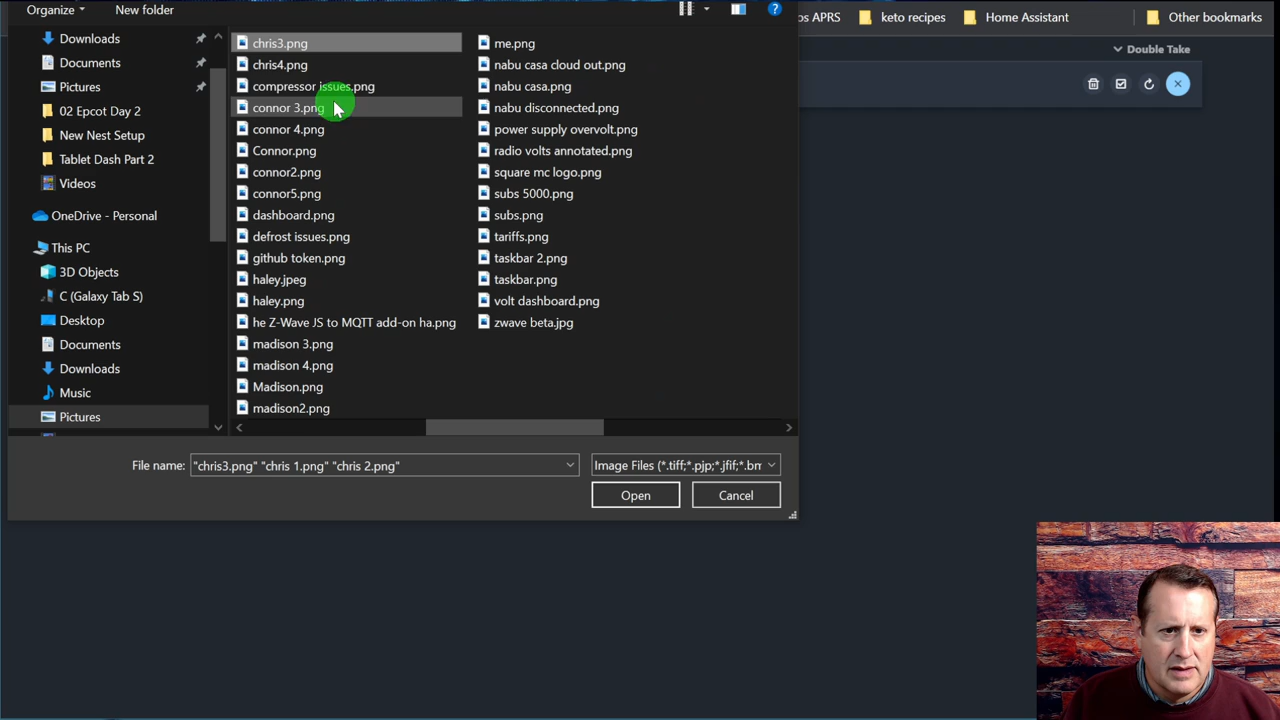 Organize
New folder
os APRS
keto recipes
Home Assistant
Other bookmarks
Double Take
Downloads
Documents
Pictures
02 Epcot Day 2
New Nest Setup
Tablet Dash Part 2
Videos
OneDrive - Personal
This PC
3D Objects
C (Galaxy Tab S)
Desktop
Documents
Downloads
Music
Pictures
chris3.png
chris4.png
compressor issues.png
connor 3.png
connor 4.png
Connor.png
connor2.png
connor5.png
dashboard.png
defrost issues.png
github token.png
haley.jpeg
haley.png
he Z-Wave JS to MQTT add-on ha.png
madison 3.png
madison 4.png
Madison.png
madison2.png
me.png
nabu casa cloud out.png
nabu casa.png
nabu disconnected.png
power supply overvolt.png
radio volts annotated.png
square mc logo.png
subs 5000.png
subs.png
tariffs.png
taskbar 2.png
taskbar.png
volt dashboard.png
zwave beta.jpg
File name: "chris3.png" "chris 1.png" "chris 2.png"
Image Files (*.tiff;*.pjp;*.jfif;*.bm
Open
Cancel